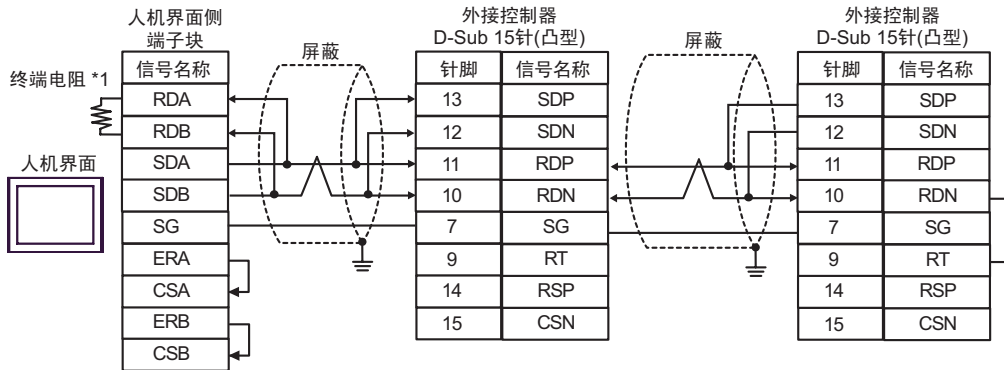 人机界面侧
端子块
终端电阻 *1
人机界面
信号名称
RDA
RDB
SDA
SDB
SG
ERA
CSA
ERB
CSB
屏蔽
外接控制器
D-Sub 15针(凸型)
针脚 信号名称
13 SDP
12 SDN
11 RDP
10 RDN
7 SG
9 RT
14 RSP
15 CSN
屏蔽
外接控制器
D-Sub 15针(凸型)
针脚 信号名称
13 SDP
12 SDN
11 RDP
10 RDN
7 SG
9 RT
14 RSP
15 CSN